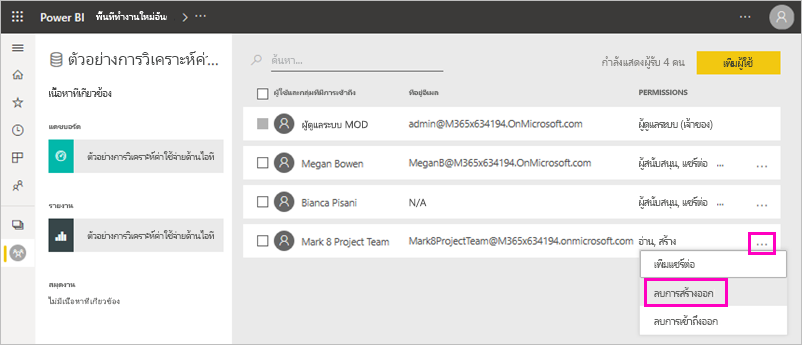 Power BI พื้นที่ทำงานใหม่อัน
ตัวอย่างการวิเคราะห์ค่...
เนื้อหาที่เกี่ยวข้อง
แดชบอร์ด
ตัวอย่างการวิเคราะห์ค่าใช้จ่ายด้านไอที
รายงาน
ตัวอย่างการวิเคราะห์ค่าใช้จ่ายด้านไอที
สมุดงาน
ไม่มีเนื้อหาที่เกี่ยวข้อง
ค้นหา...
กำลังแสดงผู้รับ 4 คน
เพิ่มผู้ใช้
ผู้ใช้และกลุ่มที่มีการเข้าถึง ที่อยู่อีเมล PERMISSIONS
ผู้ดูแลระบบ MOD admin@M365x634194.OnMicrosoft.com ผู้ดูแลระบบ (เจ้าของ)
Megan Bowen MeganB@M365x634194.OnMicrosoft.com ผู้สนับสนุน, แชร์ต่อ ...
Bianca Pisani N/A ผู้สนับสนุน, แชร์ต่อ ...
Mark 8 Project Team Mark8ProjectTeam@M365x634194.onmicrosoft.com อ่าน, สร้าง
เพิ่มแชร์ต่อ
ลบการสร้างออก
ลบการเข้าถึงออก